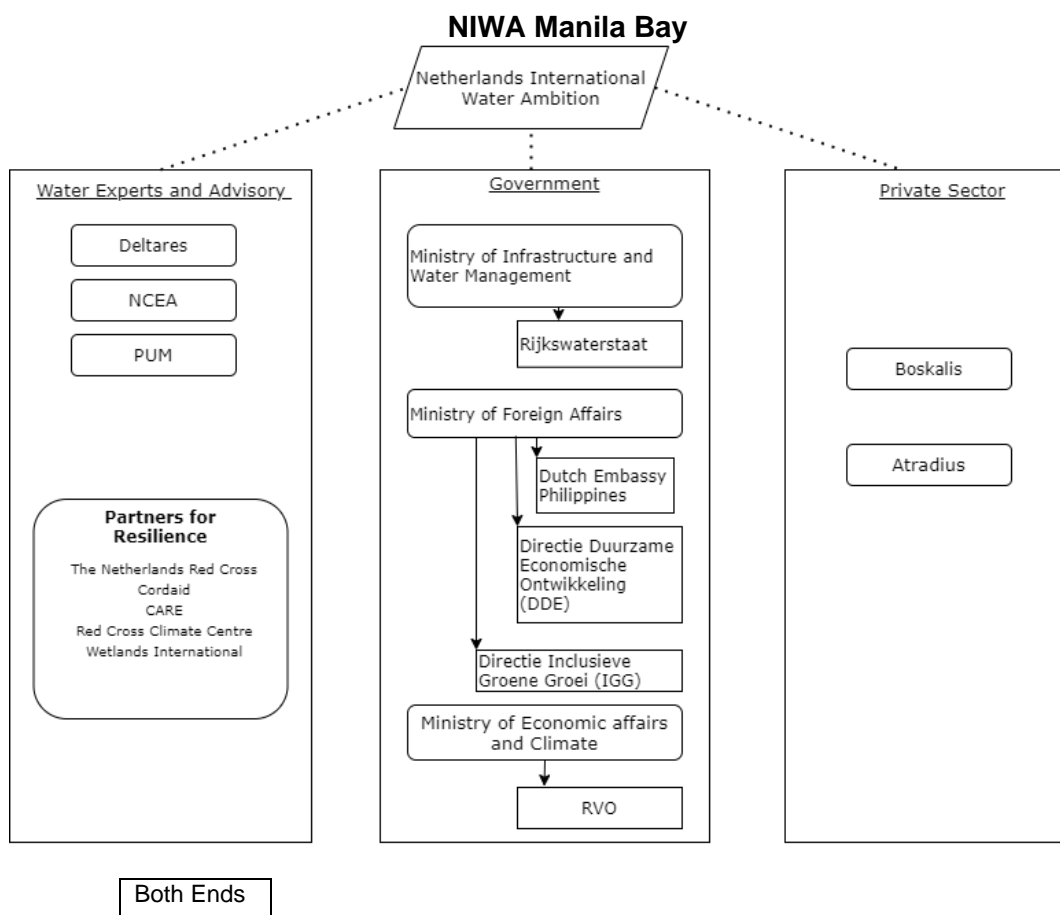 NIWA Manila Bay
Netherlands International
Water Ambition
Water Experts and Advisory
Deltares
NCEA
PUM
Partners for
Resilience
The Netherlands Red Cross
Cordaid
CARE
Red Cross Climate Centre
Wetlands International
Government
Ministry of Infrastructure and
Water Management
Rijkswaterstaat
Ministry of Foreign Affairs
Dutch Embassy
Philippines
Directie Duurzame
Economische
Ontwikkeling
(DDE)
Directie Inclusieve
Groene Groei (IGG)
Ministry of Economic affairs
and Climate
RVO
Private Sector
Boskalis
Atradius
Both Ends